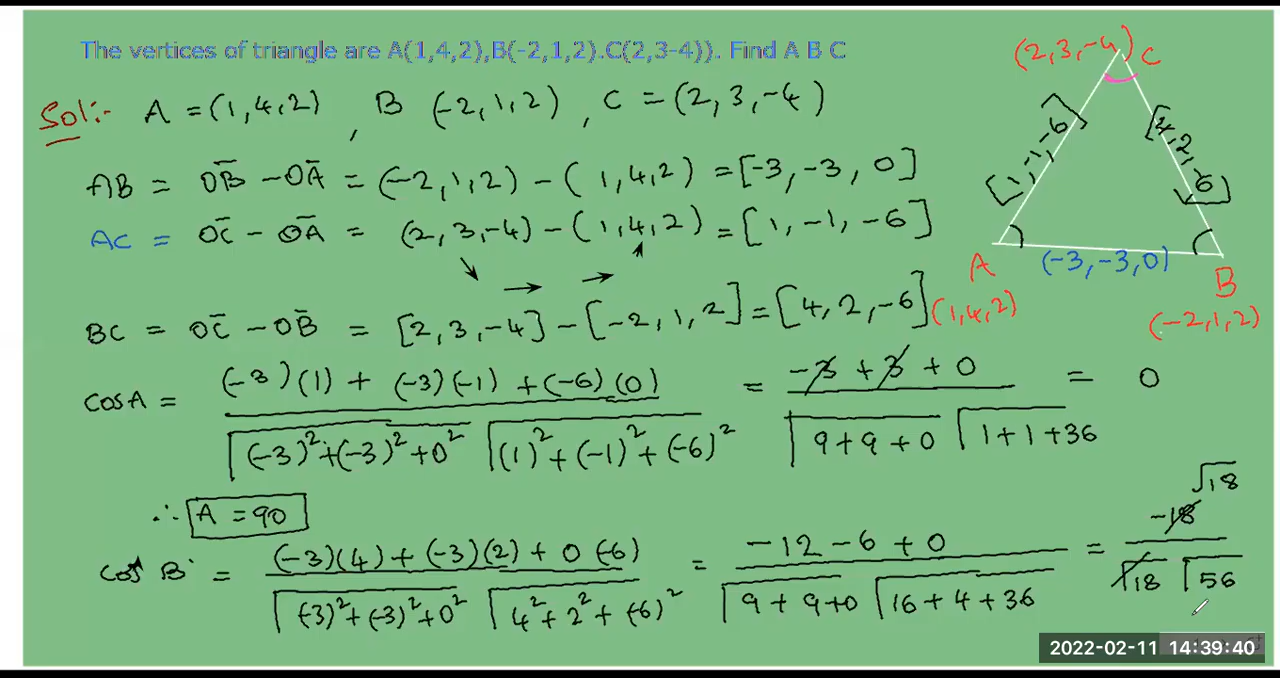 The vertices of triangle are A(1,4,2),B(-2,1,2).C(2,3-4)). Find A B C
(2,3,-4) C
Sol:- A = (1,4,2) , B (-2,1,2) , C = (2,3,-4)
[1,-1,-6] [4,2,-6]
AB = OB̅ - OA̅ = (-2,1,2) - (1,4,2) = [-3,-3,0]
AC = OC̅ - OA̅ = (2,3,-4) - (1,4,2) = [1,-1,-6]
A (-3,-3,0) B
(1,4,2) (-2,1,2)
BC = OC̅ - OB̅ = [2,3,-4] - [-2,1,2] = [4,2,-6]
cosA = (-3)(1) + (-3)(-1) + (-6)(0) / √(-3)²+(-3)²+0² √(1)²+(-1)²+(-6)² = -3 + 3 + 0 / √9+9+0 √1+1+36 = 0
∴ A = 90
cos B = (-3)(4) + (-3)(2) + 0(-6) / √(-3)²+(-3)²+0² √4²+2²+(-6)² = -12 - 6 + 0 / √9+9+0 √16+4+36 = -18 √18 / √18 √56
2022-02-11 14:39:40